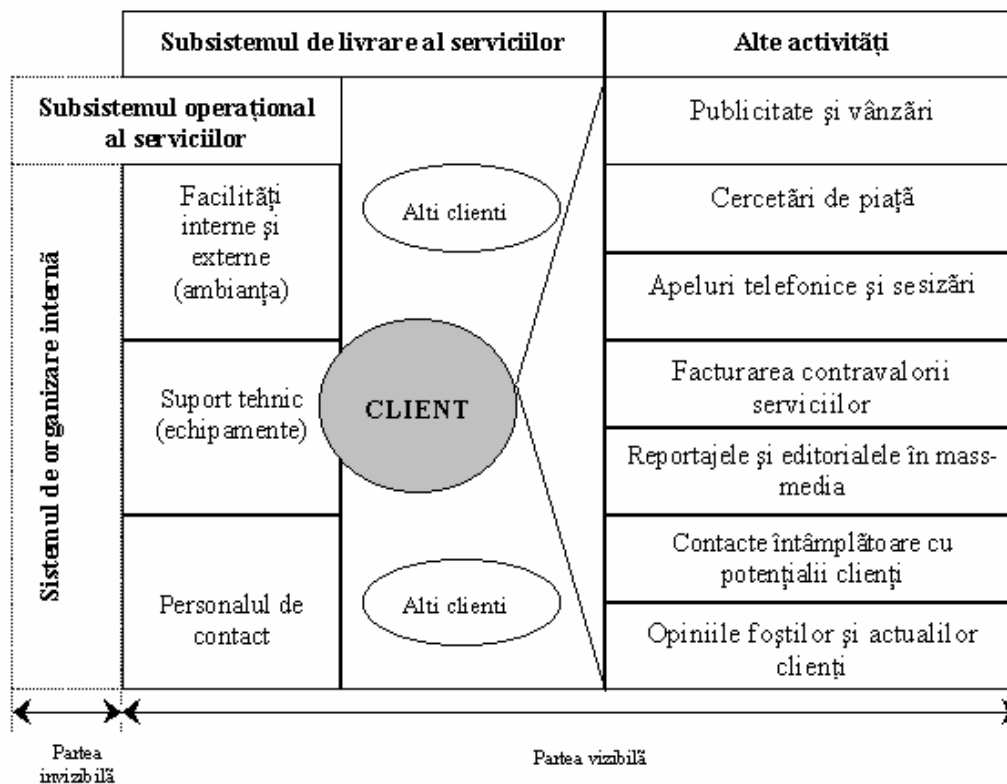 Subsistemul de livrare al serviciilor
Alte activități
Subsistemul operațional
al serviciilor
Publicitate și vânzări
Sistemul de organizare internă
Facilități
interne și
externe
(ambianța)
Alti clienti
Cercetări de piață
Apeluri telefonice și sesizări
Suport tehnic
(echipamente)
CLIENT
Facturarea contravalorii
serviciilor
Reportajele și editorialele în mass-
media
Personalul de
contact
Alti clienti
Contacte întâmplătoare cu
potențialii clienți
Opiniile foștilor și actualilor
clienți
Partea
invizibilă
Partea vizibilă